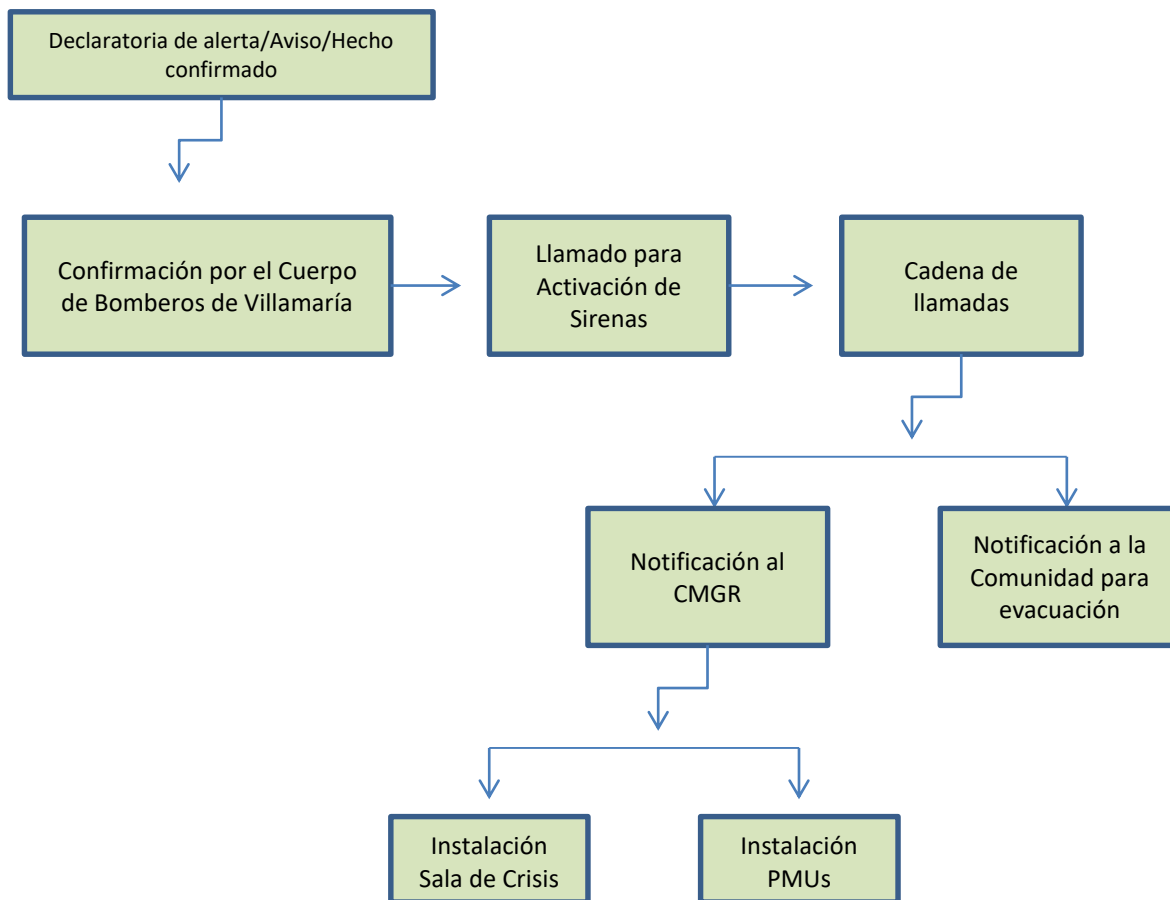 Declaratoria de alerta/Aviso/Hecho
confirmado
Confirmación por el Cuerpo
de Bomberos de Villamaría
Llamado para
Activación de
Sirenas
Cadena de
llamadas
Notificación al
CMGR
Notificación a la
Comunidad para
evacuación
Instalación
Sala de Crisis
Instalación
PMUs